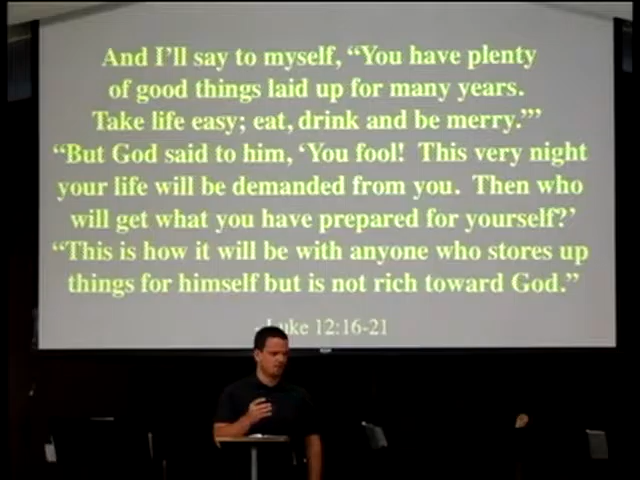 And I'll say to myself, “You have plenty
of good things laid up for many years.
Take life easy; eat, drink and be merry.”’
“But God said to him, ‘You fool! This very night
your life will be demanded from you. Then who
will get what you have prepared for yourself?’
“This is how it will be with anyone who stores up
things for himself but is not rich toward God.”
- Luke 12:16-21